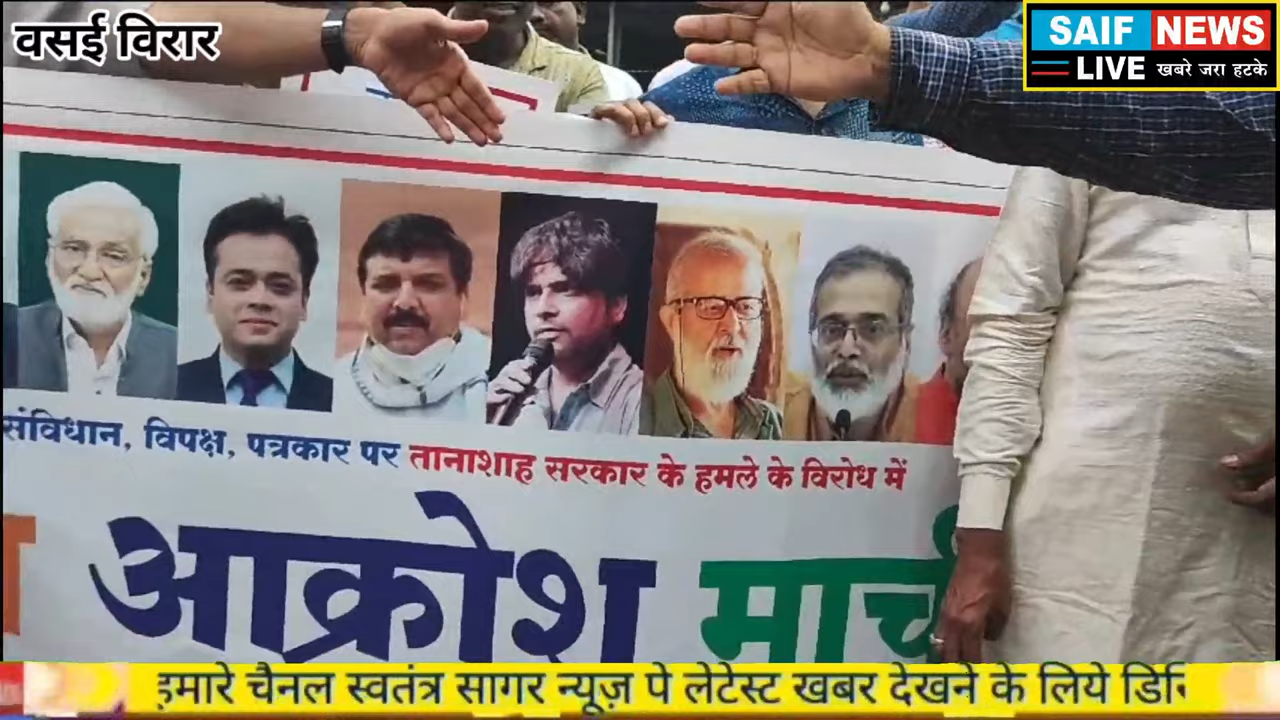 वसई विरार
SAIF NEWS
LIVE खबरे जरा हटके
संविधान, विपक्ष, पत्रकार पर तानाशाह सरकार के हमले के विरोध में
आक्रोश मार्च
हमारे चैनल स्वतंत्र सागर न्यूज़ पे लेटेस्ट खबर देखने के लिये